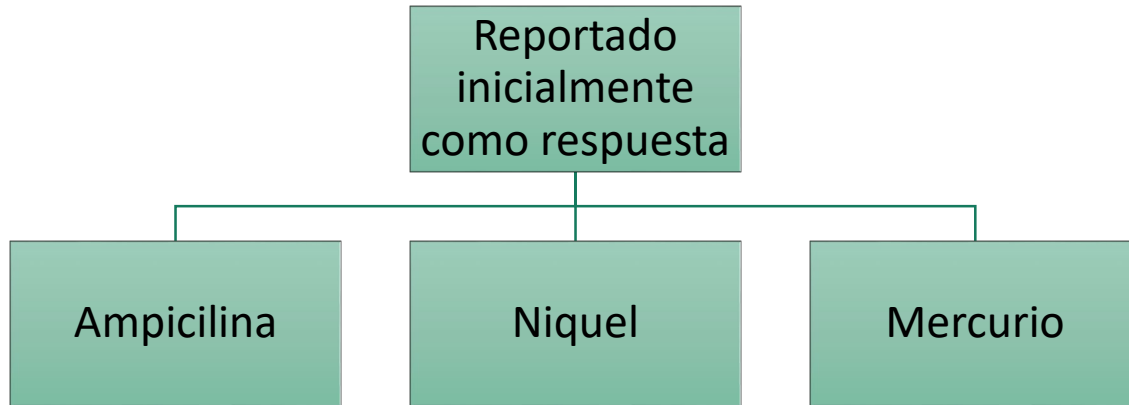 Reportado
inicialmente
como respuesta
Ampicilina
Niquel
Mercurio